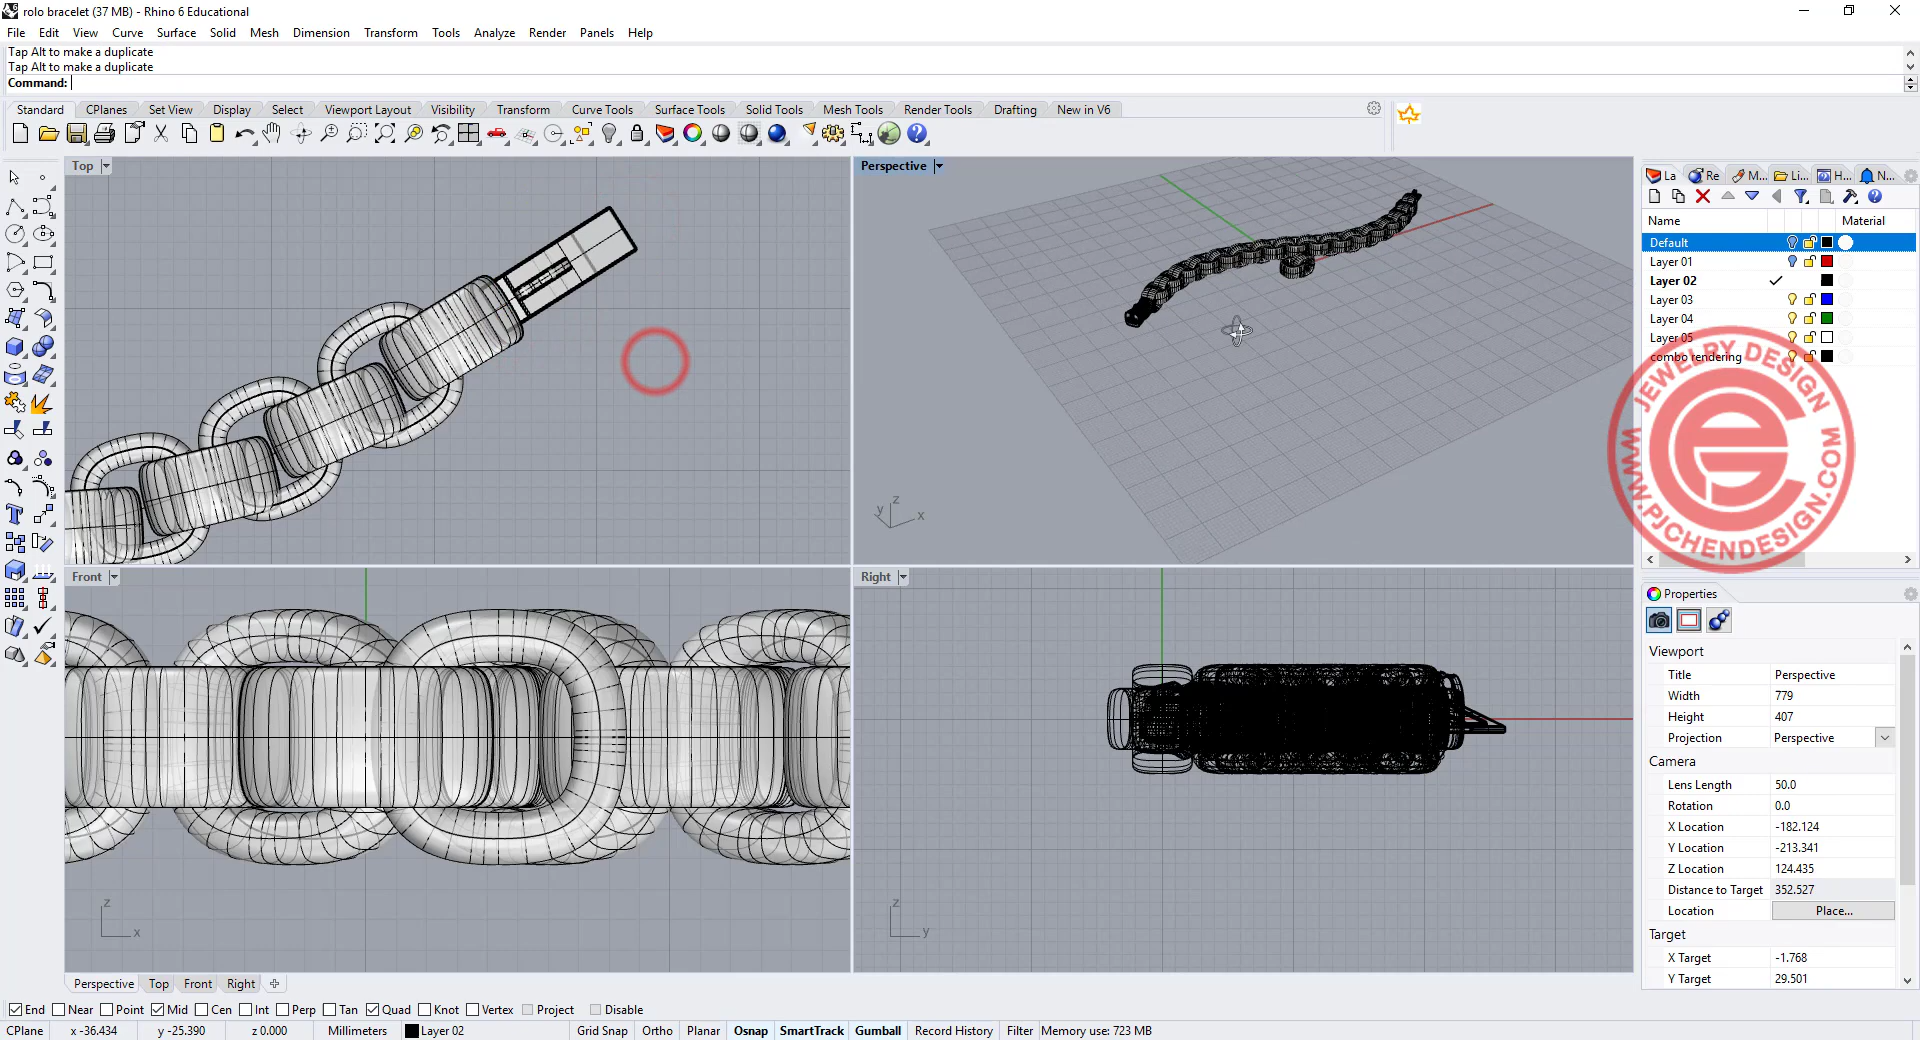 rolo bracelet (37 MB) - Rhino 6 Educational
File Edit View Curve Surface Solid Mesh Dimension Transform Tools Analyze Render Panels Help
Tap Alt to make a duplicate
Tap Alt to make a duplicate
Command:
Standard CPlanes Set View Display Select Viewport Layout Visibility Transform Curve Tools Surface Tools Solid Tools Mesh Tools Render Tools Drafting New in V6
Top
Perspective
La Re M... Li... H... N...
Name Material
Default
Layer 01
Layer 02
Layer 03
Layer 04
Layer 05
combo rendering
JEWELRY DESIGN
WWW.PJCHENDESIGN.COM
z
y
x
Front
Right
z
x
z
y
Properties
Viewport
Title Perspective
Width 779
Height 407
Projection Perspective
Camera
Lens Length 50.0
Rotation 0.0
X Location -182.124
Y Location -213.341
Z Location 124.435
Distance to Target 352.527
Location Place...
Target
X Target -1.768
Y Target 29.501
Perspective Top Front Right
End Near Point Mid Cen Int Perp Tan Quad Knot Vertex Project Disable
CPlane x -36.434 y -25.390 z 0.000 Millimeters Layer 02 Grid Snap Ortho Planar Osnap SmartTrack Gumball Record History Filter Memory use: 723 MB